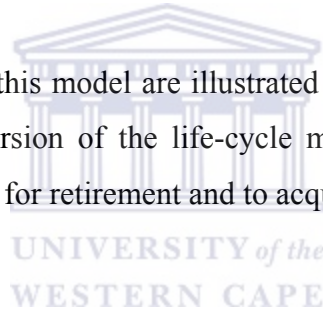 this model are illustrated
rsion of the life-cycle m
for retirement and to acq
UNIVERSITY of the
WESTERN CAPE